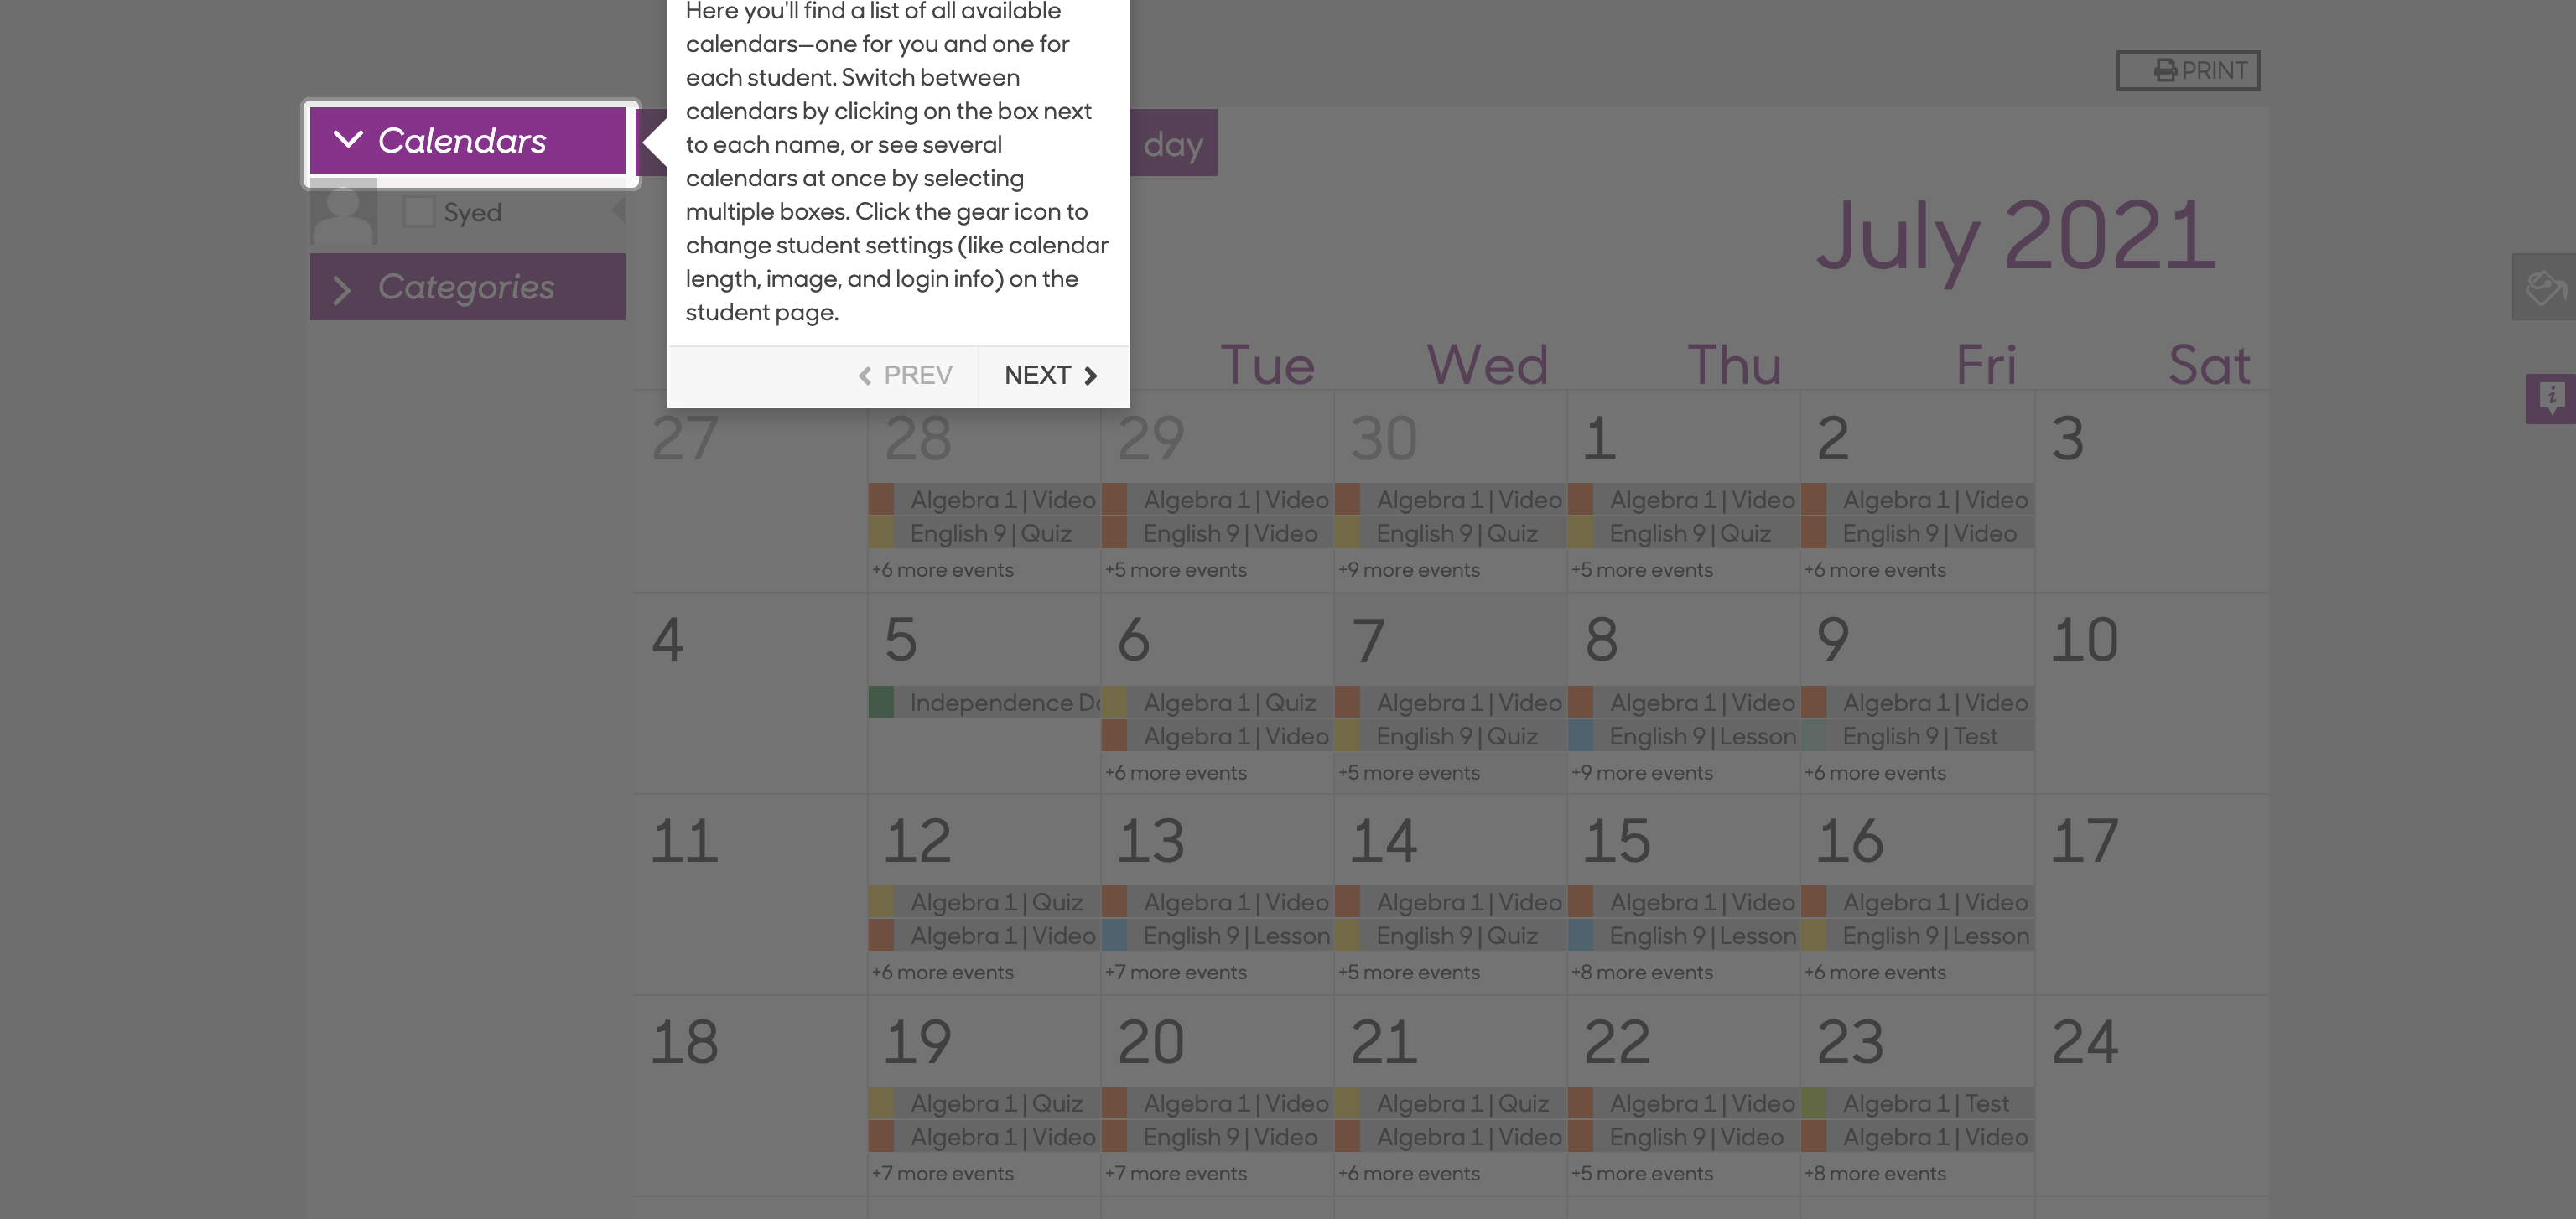 Here you'll find a list of all available
calendars—one for you and one for
each student. Switch between
calendars by clicking on the box next
to each name, or see several
calendars at once by selecting
multiple boxes. Click the gear icon to
change student settings (like calendar
length, image, and login info) on the
student page.
PREV NEXT
PRINT
Calendars
day
Syed
Categories
July 2021
Tue Wed Thu Fri Sat
27 28 29 30 1 2 3
Algebra 1 | Video Algebra 1 | Video Algebra 1 | Video Algebra 1 | Video Algebra 1 | Video
English 9 | Quiz English 9 | Video English 9 | Quiz English 9 | Quiz English 9 | Video
+6 more events +5 more events +9 more events +5 more events +6 more events
4 5 6 7 8 9 10
Independence Algebra 1 | Quiz Algebra 1 | Video Algebra 1 | Video Algebra 1 | Video
Algebra 1 | Video English 9 | Quiz English 9 | Lesson English 9 | Test
+6 more events +5 more events +9 more events +6 more events
11 12 13 14 15 16 17
Algebra 1 | Quiz Algebra 1 | Video Algebra 1 | Video Algebra 1 | Video Algebra 1 | Video
Algebra 1 | Video English 9 | Lesson English 9 | Quiz English 9 | Lesson English 9 | Lesson
+6 more events +7 more events +5 more events +8 more events +6 more events
18 19 20 21 22 23 24
Algebra 1 | Quiz Algebra 1 | Video Algebra 1 | Quiz Algebra 1 | Video Algebra 1 | Test
Algebra 1 | Video English 9 | Video Algebra 1 | Video English 9 | Video Algebra 1 | Video
+7 more events +7 more events +6 more events +5 more events +8 more events